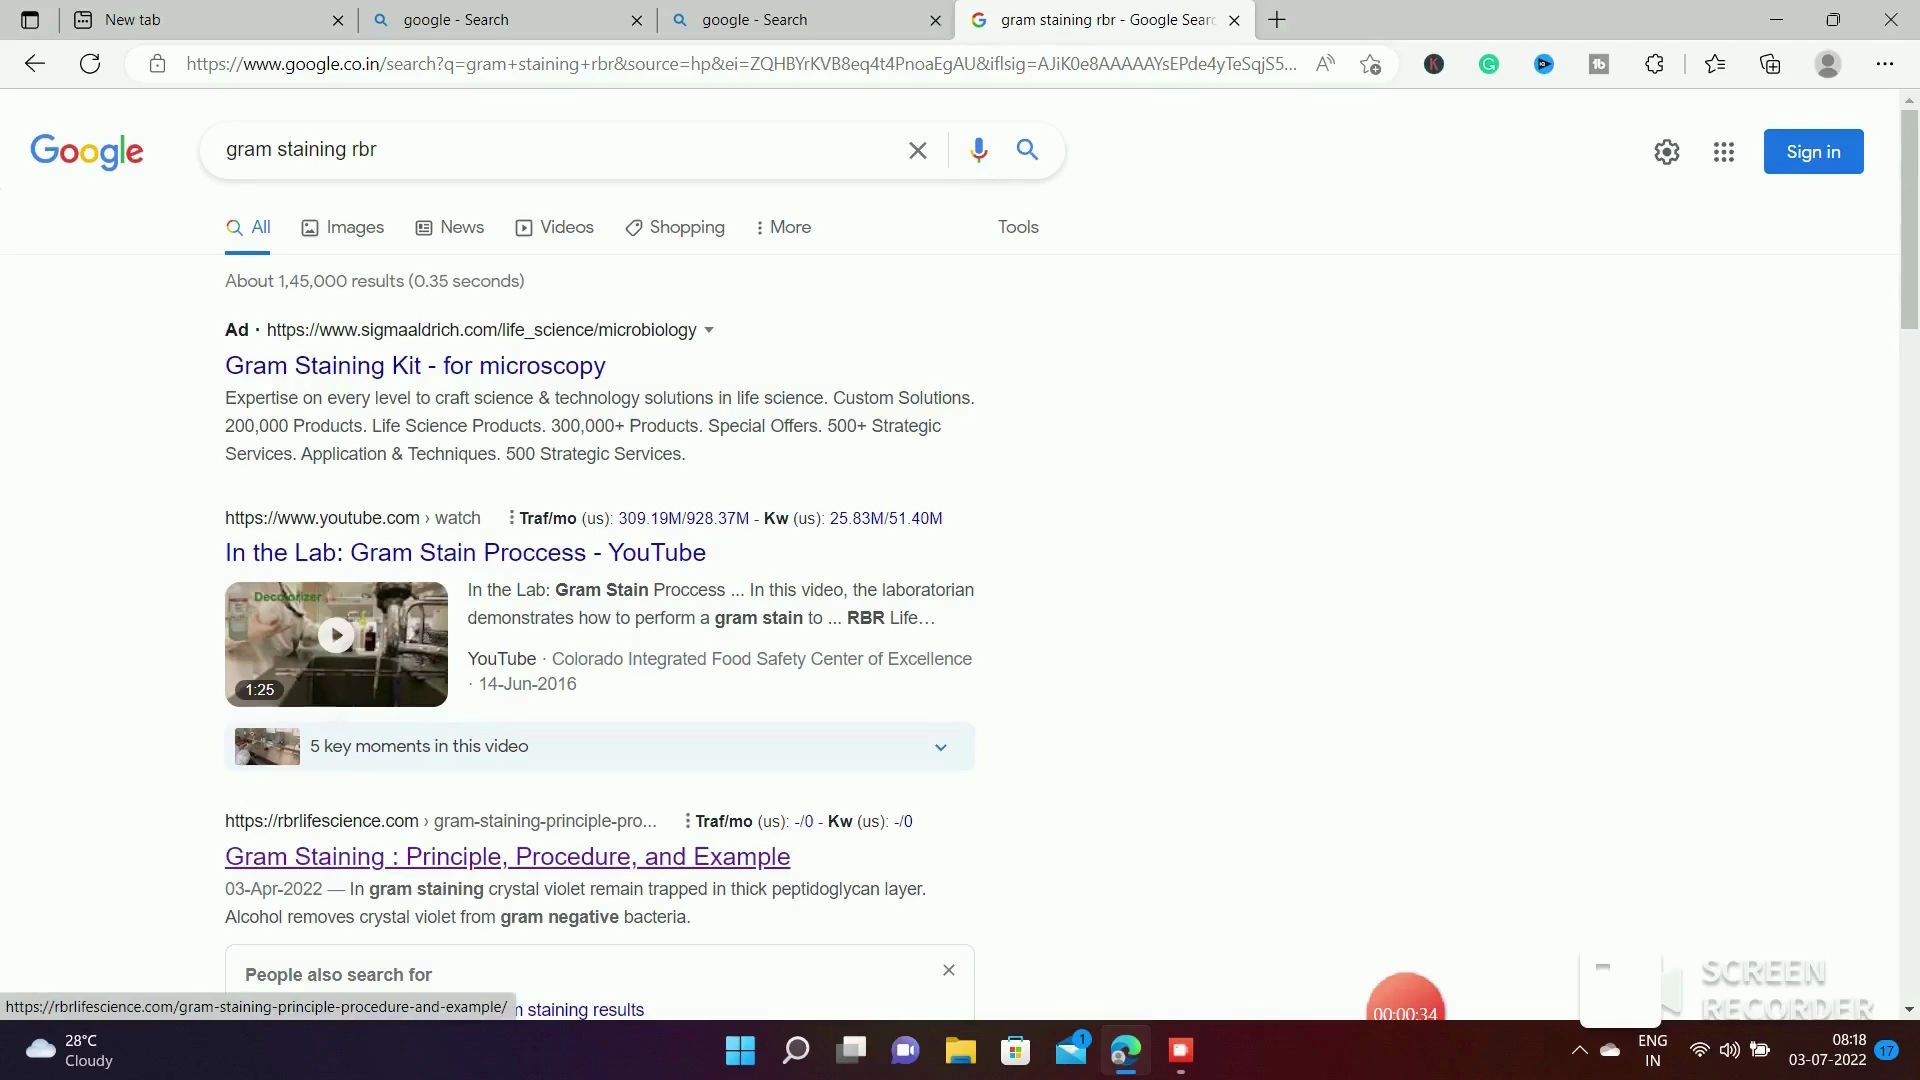 New tab
google - Search
google - Search
gram staining rbr - Google Searc
https://www.google.co.in/search?q=gram+staining+rbr&source=hp&ei=ZQHBYrKVB8eq4t4PnoaEgAU&iflsig=AJiK0e8AAAAAYsEPde4yTeSqjS5...
Google
gram staining rbr
Sign in
All
Images
News
Videos
Shopping
More
Tools
About 1,45,000 results (0.35 seconds)
Ad · https://www.sigmaaldrich.com/life_science/microbiology
Gram Staining Kit - for microscopy
Expertise on every level to craft science & technology solutions in life science. Custom Solutions.
200,000 Products. Life Science Products. 300,000+ Products. Special Offers. 500+ Strategic
Services. Application & Techniques. 500 Strategic Services.
https://www.youtube.com › watch
Traf/mo (us): 309.19M/928.37M - Kw (us): 25.83M/51.40M
In the Lab: Gram Stain Proccess - YouTube
Decolorizer
1:25
In the Lab: Gram Stain Proccess ... In this video, the laboratorian
demonstrates how to perform a gram stain to ... RBR Life...
YouTube · Colorado Integrated Food Safety Center of Excellence
· 14-Jun-2016
5 key moments in this video
https://rbrlifescience.com › gram-staining-principle-pro...
Traf/mo (us): -/0 - Kw (us): -/0
Gram Staining : Principle, Procedure, and Example
03-Apr-2022 — In gram staining crystal violet remain trapped in thick peptidoglycan layer.
Alcohol removes crystal violet from gram negative bacteria.
People also search for
https://rbrlifescience.com/gram-staining-principle-procedure-and-example/
staining results
00:00:34
SCREEN
RECORDER
28°C
Cloudy
1
ENG
IN
08:18
03-07-2022
17